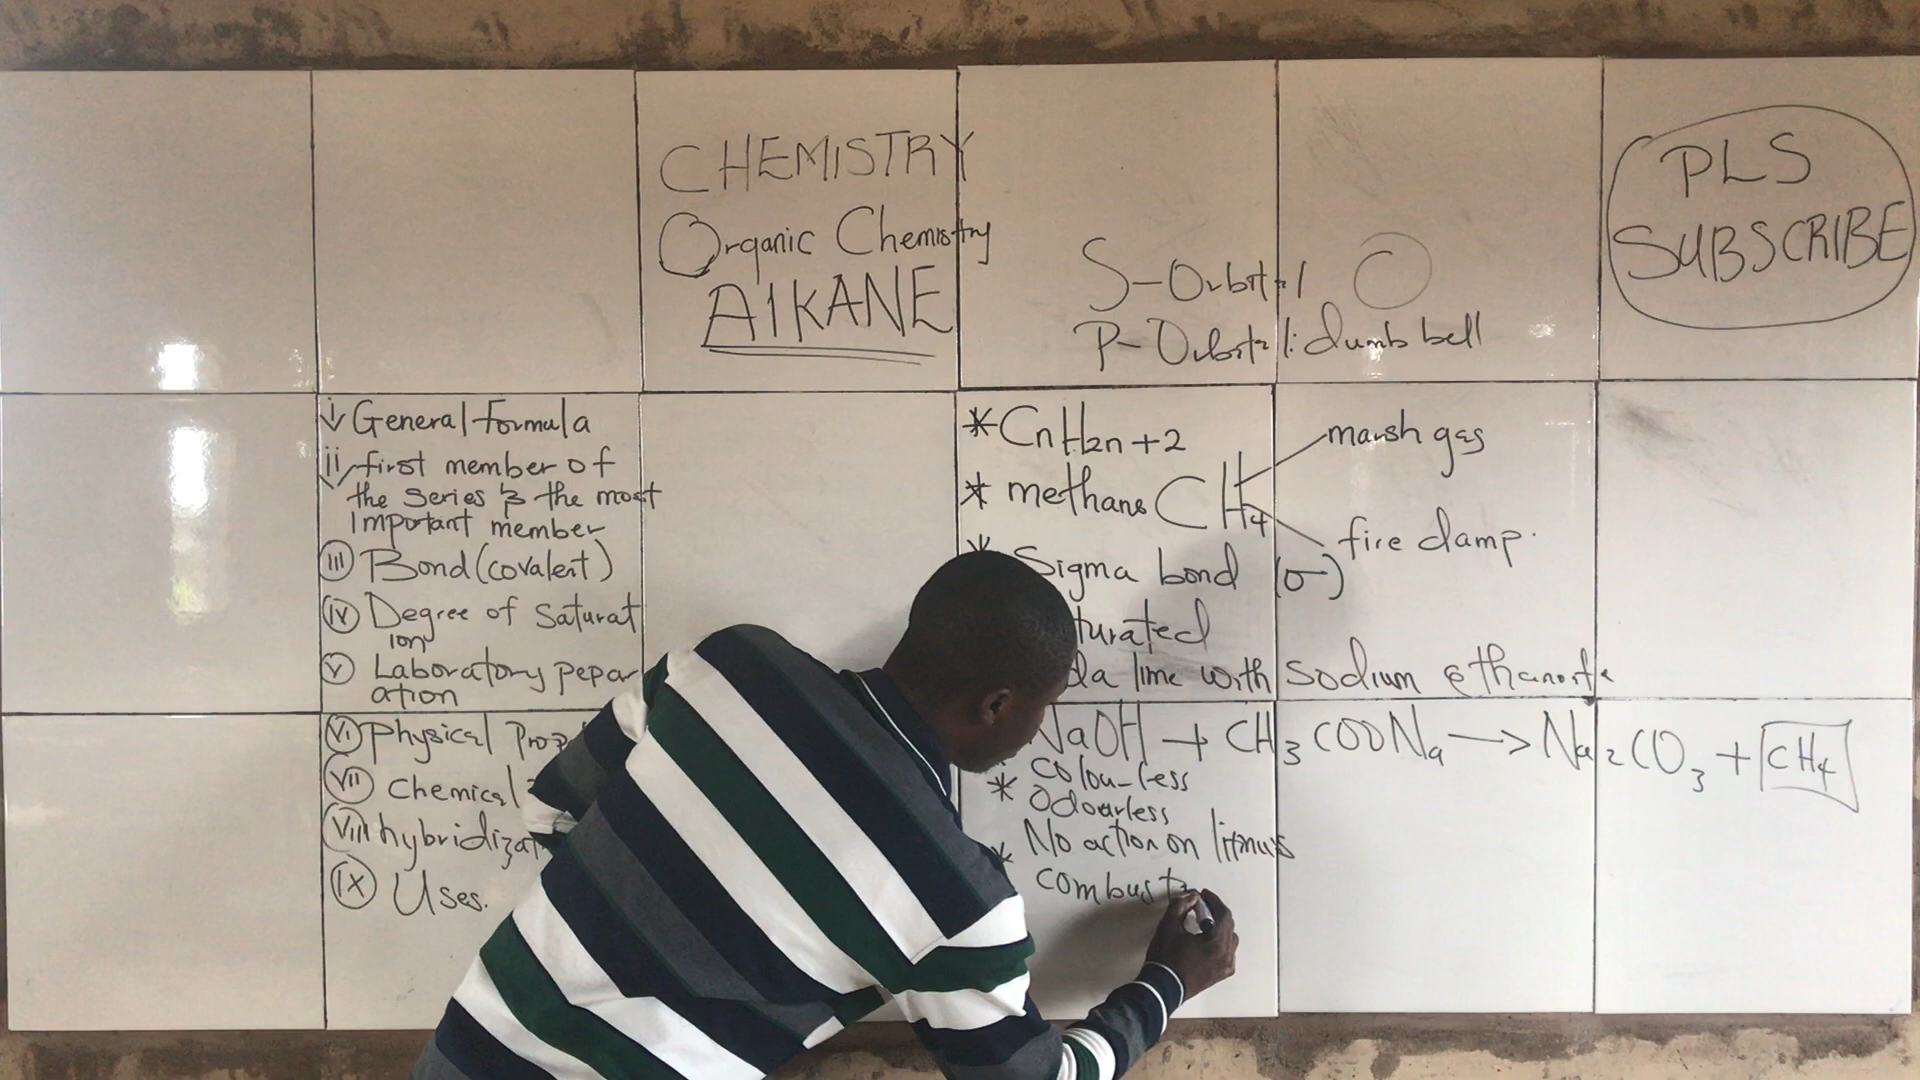 CHEMISTRY
Organic Chemistry
AlKANE
S-Orbital
P-Orbital: dumb bell
PLS
SUBSCRIBE
i General formula
ii first member of
the series & the most
important member
iii Bond (covalent)
iv Degree of Saturat
ion
v Laboratory pepar
ation
vi physical Prop
vii chemical
viii hybridizat
ix Uses.
* CnH2n+2
marsh gas
* methane CH4
fire damp.
* Sigma bond (σ)
turated
da lime with sodium ethanoate
NaOH + CH3COONa → Na2CO3 + CH4
* Colourless
Odourless
* No action on litmus
combust